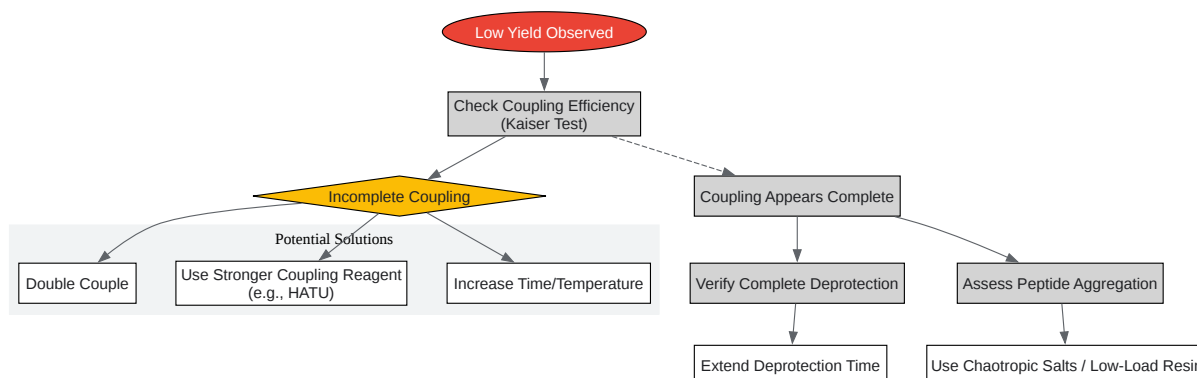 Low Yield Observed
Check Coupling Efficiency
(Kaiser Test)
Incomplete Coupling
Coupling Appears Complete
Potential Solutions
Double Couple
Use Stronger Coupling Reagent
(e.g., HATU)
Increase Time/Temperature
Verify Complete Deprotection
Assess Peptide Aggregation
Extend Deprotection Time
Use Chaotropic Salts / Low-Load Resin